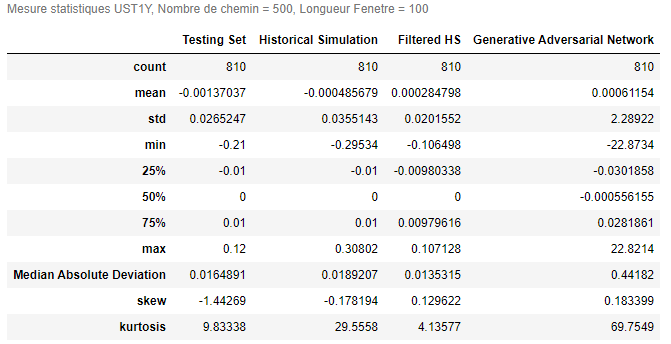 Mesure statistiques UST1Y, Nombre de chemin = 500, Longueur Fenetre = 100
Testing Set Historical Simulation Filtered HS Generative Adversarial Network
count 810 810 810 810
mean -0.00137037 -0.000485679 0.000284798 0.00061154
std 0.0265247 0.0355143 0.0201552 2.28922
min -0.21 -0.29534 -0.106498 -22.8734
25% -0.01 -0.01 -0.00980338 -0.0301858
50% 0 0 0 -0.000556155
75% 0.01 0.01 0.00979616 0.0281861
max 0.12 0.30802 0.107128 22.8214
Median Absolute Deviation 0.0164891 0.0189207 0.0135315 0.44182
skew -1.44269 -0.178194 0.129622 0.183399
kurtosis 9.83338 29.5558 4.13577 69.7549